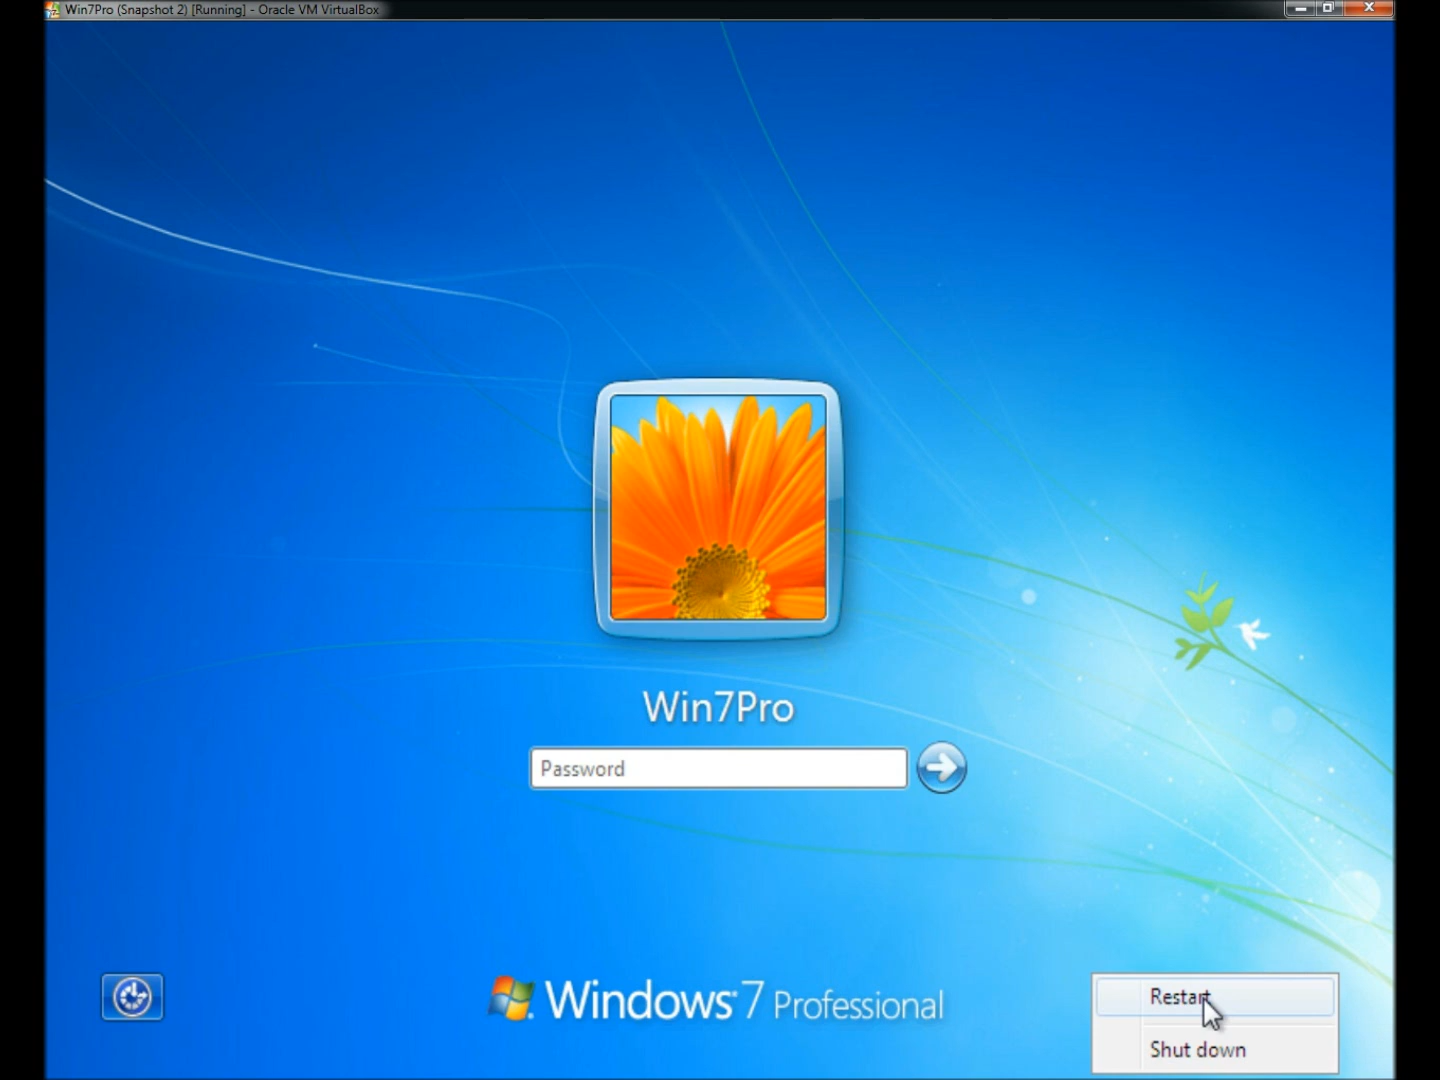 Win7Pro (Snapshot 2) [Running] - Oracle VM VirtualBox
Win7Pro
Password
Windows 7 Professional
Restart
Shut down